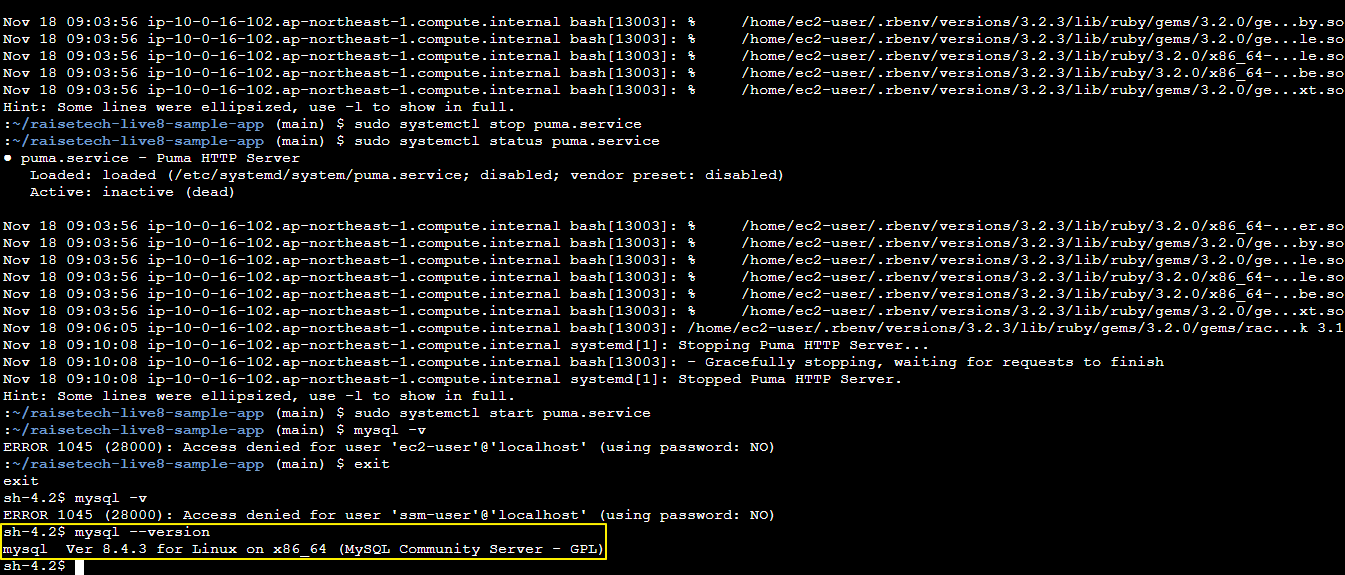 Nov 18 09:03:56 ip-10-0-16-102.ap-northeast-1.compute.internal bash[13003]: %     /home/ec2-user/.rbenv/versions/3.2.3/lib/ruby/gems/3.2.0/ge...by.so
Nov 18 09:03:56 ip-10-0-16-102.ap-northeast-1.compute.internal bash[13003]: %     /home/ec2-user/.rbenv/versions/3.2.3/lib/ruby/gems/3.2.0/ge...le.so
Nov 18 09:03:56 ip-10-0-16-102.ap-northeast-1.compute.internal bash[13003]: %     /home/ec2-user/.rbenv/versions/3.2.3/lib/ruby/3.2.0/x86_64-...le.so
Nov 18 09:03:56 ip-10-0-16-102.ap-northeast-1.compute.internal bash[13003]: %     /home/ec2-user/.rbenv/versions/3.2.3/lib/ruby/3.2.0/x86_64-...be.so
Nov 18 09:03:56 ip-10-0-16-102.ap-northeast-1.compute.internal bash[13003]: %     /home/ec2-user/.rbenv/versions/3.2.3/lib/ruby/gems/3.2.0/ge...xt.so
Hint: Some lines were ellipsized, use -l to show in full.
:~/raisetech-live8-sample-app (main) $ sudo systemctl stop puma.service
:~/raisetech-live8-sample-app (main) $ sudo systemctl status puma.service
● puma.service - Puma HTTP Server
   Loaded: loaded (/etc/systemd/system/puma.service; disabled; vendor preset: disabled)
   Active: inactive (dead)
Nov 18 09:03:56 ip-10-0-16-102.ap-northeast-1.compute.internal bash[13003]: %     /home/ec2-user/.rbenv/versions/3.2.3/lib/ruby/3.2.0/x86_64-...er.so
Nov 18 09:03:56 ip-10-0-16-102.ap-northeast-1.compute.internal bash[13003]: %     /home/ec2-user/.rbenv/versions/3.2.3/lib/ruby/gems/3.2.0/ge...by.so
Nov 18 09:03:56 ip-10-0-16-102.ap-northeast-1.compute.internal bash[13003]: %     /home/ec2-user/.rbenv/versions/3.2.3/lib/ruby/gems/3.2.0/ge...le.so
Nov 18 09:03:56 ip-10-0-16-102.ap-northeast-1.compute.internal bash[13003]: %     /home/ec2-user/.rbenv/versions/3.2.3/lib/ruby/3.2.0/x86_64-...le.so
Nov 18 09:03:56 ip-10-0-16-102.ap-northeast-1.compute.internal bash[13003]: %     /home/ec2-user/.rbenv/versions/3.2.3/lib/ruby/3.2.0/x86_64-...be.so
Nov 18 09:03:56 ip-10-0-16-102.ap-northeast-1.compute.internal bash[13003]: %     /home/ec2-user/.rbenv/versions/3.2.3/lib/ruby/gems/3.2.0/ge...xt.so
Nov 18 09:06:05 ip-10-0-16-102.ap-northeast-1.compute.internal bash[13003]: /home/ec2-user/.rbenv/versions/3.2.3/lib/ruby/gems/3.2.0/gems/rac...k 3.1
Nov 18 09:10:08 ip-10-0-16-102.ap-northeast-1.compute.internal systemd[1]: Stopping Puma HTTP Server...
Nov 18 09:10:08 ip-10-0-16-102.ap-northeast-1.compute.internal bash[13003]: - Gracefully stopping, waiting for requests to finish
Nov 18 09:10:08 ip-10-0-16-102.ap-northeast-1.compute.internal systemd[1]: Stopped Puma HTTP Server.
Hint: Some lines were ellipsized, use -l to show in full.
:~/raisetech-live8-sample-app (main) $ sudo systemctl start puma.service
:~/raisetech-live8-sample-app (main) $ mysql -v
ERROR 1045 (28000): Access denied for user 'ec2-user'@'localhost' (using password: NO)
:~/raisetech-live8-sample-app (main) $ exit
exit
sh-4.2$ mysql -v
ERROR 1045 (28000): Access denied for user 'ssm-user'@'localhost' (using password: NO)
sh-4.2$ mysql --version
mysql  Ver 8.4.3 for Linux on x86_64 (MySQL Community Server - GPL)
sh-4.2$